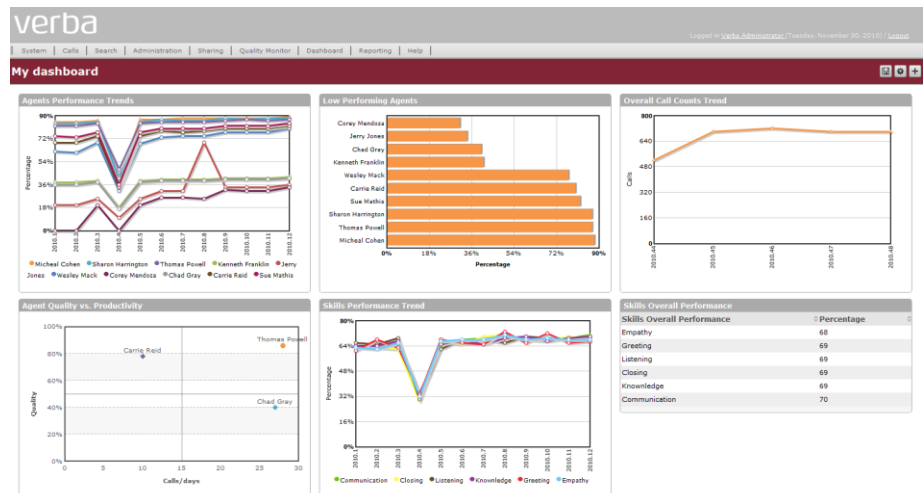 verba
Logged in Verba Administrator (Tuesday, November 30, 2010) / Logout
System | Calls | Search | Administration | Sharing | Quality Monitor | Dashboard | Reporting | Help
My dashboard
Agents Performance Trends
90%
72%
54%
36%
18%
0%
Percentage
2010.1 2010.2 2010.3 2010.4 2010.5 2010.6 2010.7 2010.8 2010.9 2010.10 2010.11 2010.12
Micheal Cohen Sharon Harrington Thomas Powell Kenneth Franklin Jerry
Jones Wesley Mack Corey Mendoza Chad Gray Carrie Reid Sue Mathis
Low Performing Agents
Corey Mendoza
Jerry Jones
Chad Grey
Kenneth Franklin
Wesley Mack
Carrie Reid
Sue Mathis
Sharon Harrington
Thomas Powell
Micheal Cohen
0% 18% 36% 54% 72% 90%
Percentage
Overall Call Counts Trend
800
640
480
320
160
0
Calls
2010.44 2010.45 2010.46 2010.47 2010.48
Agent Quality vs. Productivity
100%
80%
60%
40%
20%
0%
Quality
Thomas Powell
Carrie Reid
Chad Gray
0 5 10 15 20 25 30
Calls/days
Skills Performance Trend
80%
64%
48%
32%
16%
0%
Percentage
2010.1 2010.2 2010.3 2010.4 2010.5 2010.6 2010.7 2010.8 2010.9 2010.10 2010.11 2010.12
Communication Closing Listening Knownledge Greeting Empathy
Skills Overall Performance
Skills Overall Performance Percentage
Empathy 68
Greeting 69
Listening 69
Closing 69
Knownledge 69
Communication 70